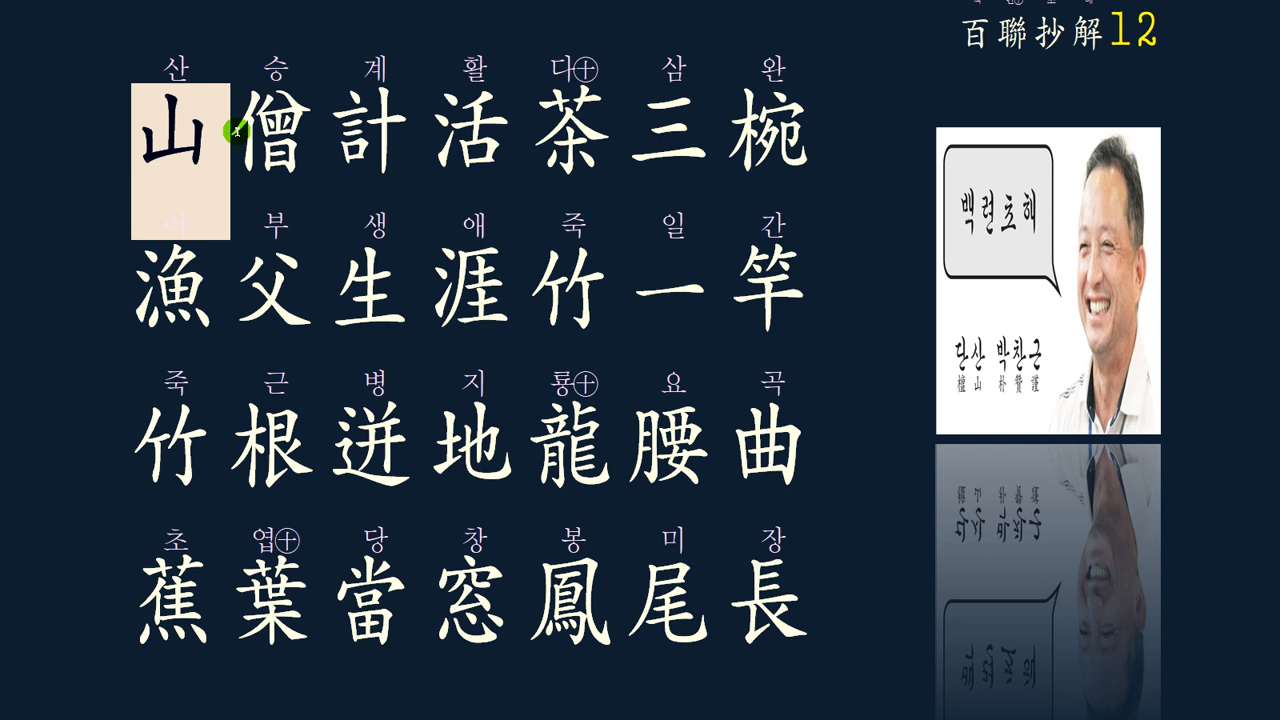 百聯抄解12
산 승 계 활 다㊉ 삼 완
山僧計活茶三椀
어 부 생 애 죽 일 간
漁父生涯竹一竿
죽 근 병 지 룡㊉ 요 곡
竹根迸地龍腰曲
초 엽㊉ 당 창 봉 미 장
蕉葉當窓鳳尾長
백련초해
단산 박찬근
檀山 朴贊謹